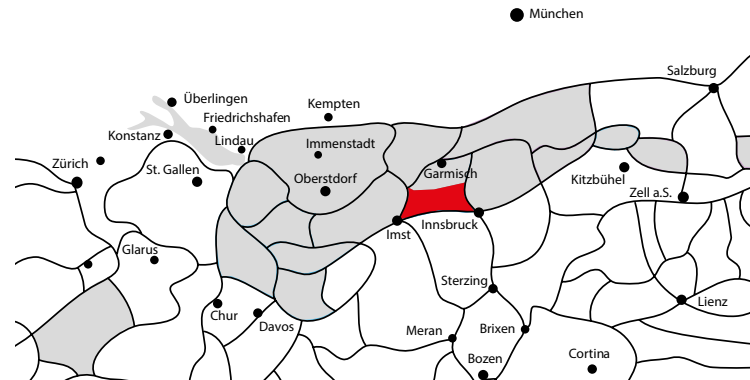 München
Salzburg
Überlingen
Kempten
Friedrichshafen
Konstanz
Lindau
Immenstadt
Zürich
St. Gallen
Oberstdorf
Garmisch
Kitzbühel
Zell a.S.
Imst
Innsbruck
Glarus
Sterzing
Lienz
Chur
Davos
Meran
Brixen
Bozen
Cortina